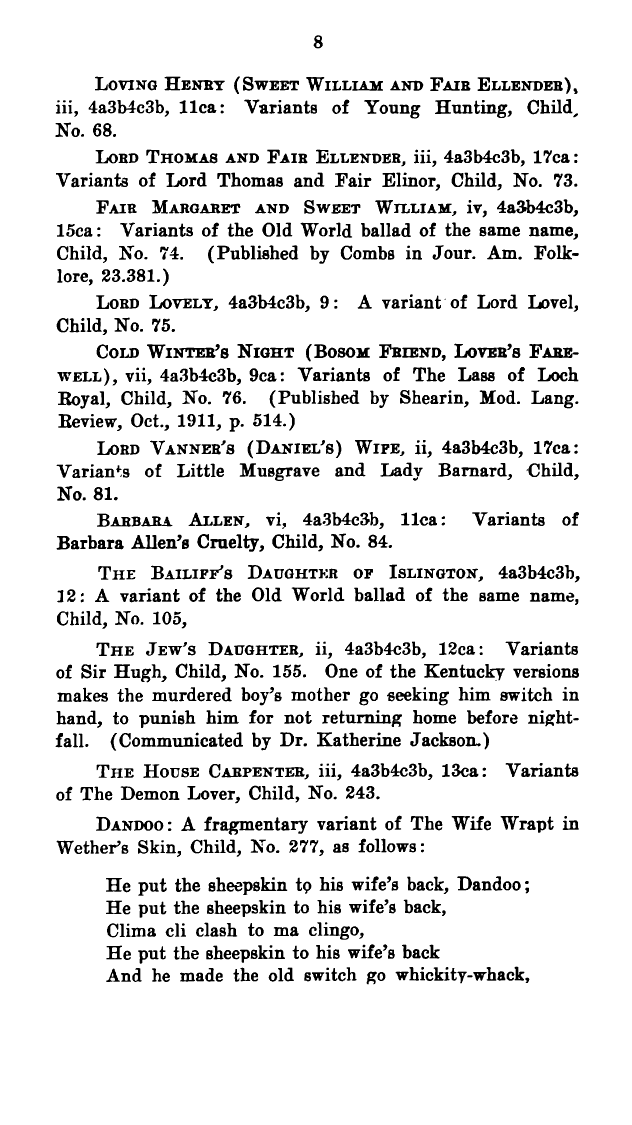 8
LOVING HENRY (SWEET WILLIAM AND FAIR ELLENDER),
iii, 4a3b4c3b, 11ca: Variants of Young Hunting, Child,
No. 68.
LORD THOMAS AND FAIR ELLENDER, iii, 4a3b4c3b, 17ca:
Variants of Lord Thomas and Fair Elinor, Child, No. 73.
FAIR MARGARET AND SWEET WILLIAM, iv, 4a3b4c3b,
15ca: Variants of the Old World ballad of the same name,
Child, No. 74. (Published by Combs in Jour. Am. Folk-
lore, 23.381.)
LORD LOVELY, 4a3b4c3b, 9: A variant of Lord Lovel,
Child, No. 75.
COLD WINTER'S NIGHT (BOSOM FRIEND, LOVER'S FARE-
WELL), vii, 4a3b4c3b, 9ca: Variants of The Lass of Loch
Royal, Child, No. 76. (Published by Shearin, Mod. Lang.
Review, Oct., 1911, p. 514.)
LORD VANNER'S (DANIEL'S) WIFE, ii, 4a3b4c3b, 17ca:
Variants of Little Musgrave and Lady Barnard, Child,
No. 81.
BARBARA ALLEN, vi, 4a3b4c3b, 11ca: Variants of
Barbara Allen's Cruelty, Child, No. 84.
THE BAILIFF'S DAUGHTER OF ISLINGTON, 4a3b4c3b,
12: A variant of the Old World ballad of the same name,
Child, No. 105,
THE JEW'S DAUGHTER, ii, 4a3b4c3b, 12ca: Variants
of Sir Hugh, Child, No. 155. One of the Kentucky versions
makes the murdered boy's mother go seeking him switch in
hand, to punish him for not returning home before night-
fall. (Communicated by Dr. Katherine Jackson.)
THE HOUSE CARPENTER, iii, 4a3b4c3b, 13ca: Variants
of The Demon Lover, Child, No. 243.
DANDOO: A fragmentary variant of The Wife Wrapt in
Wether's Skin, Child, No. 277, as follows:
He put the sheepskin to his wife's back, Dandoo;
He put the sheepskin to his wife's back,
Clima cli clash to ma clingo,
He put the sheepskin to his wife's back
And he made the old switch go whickity-whack,